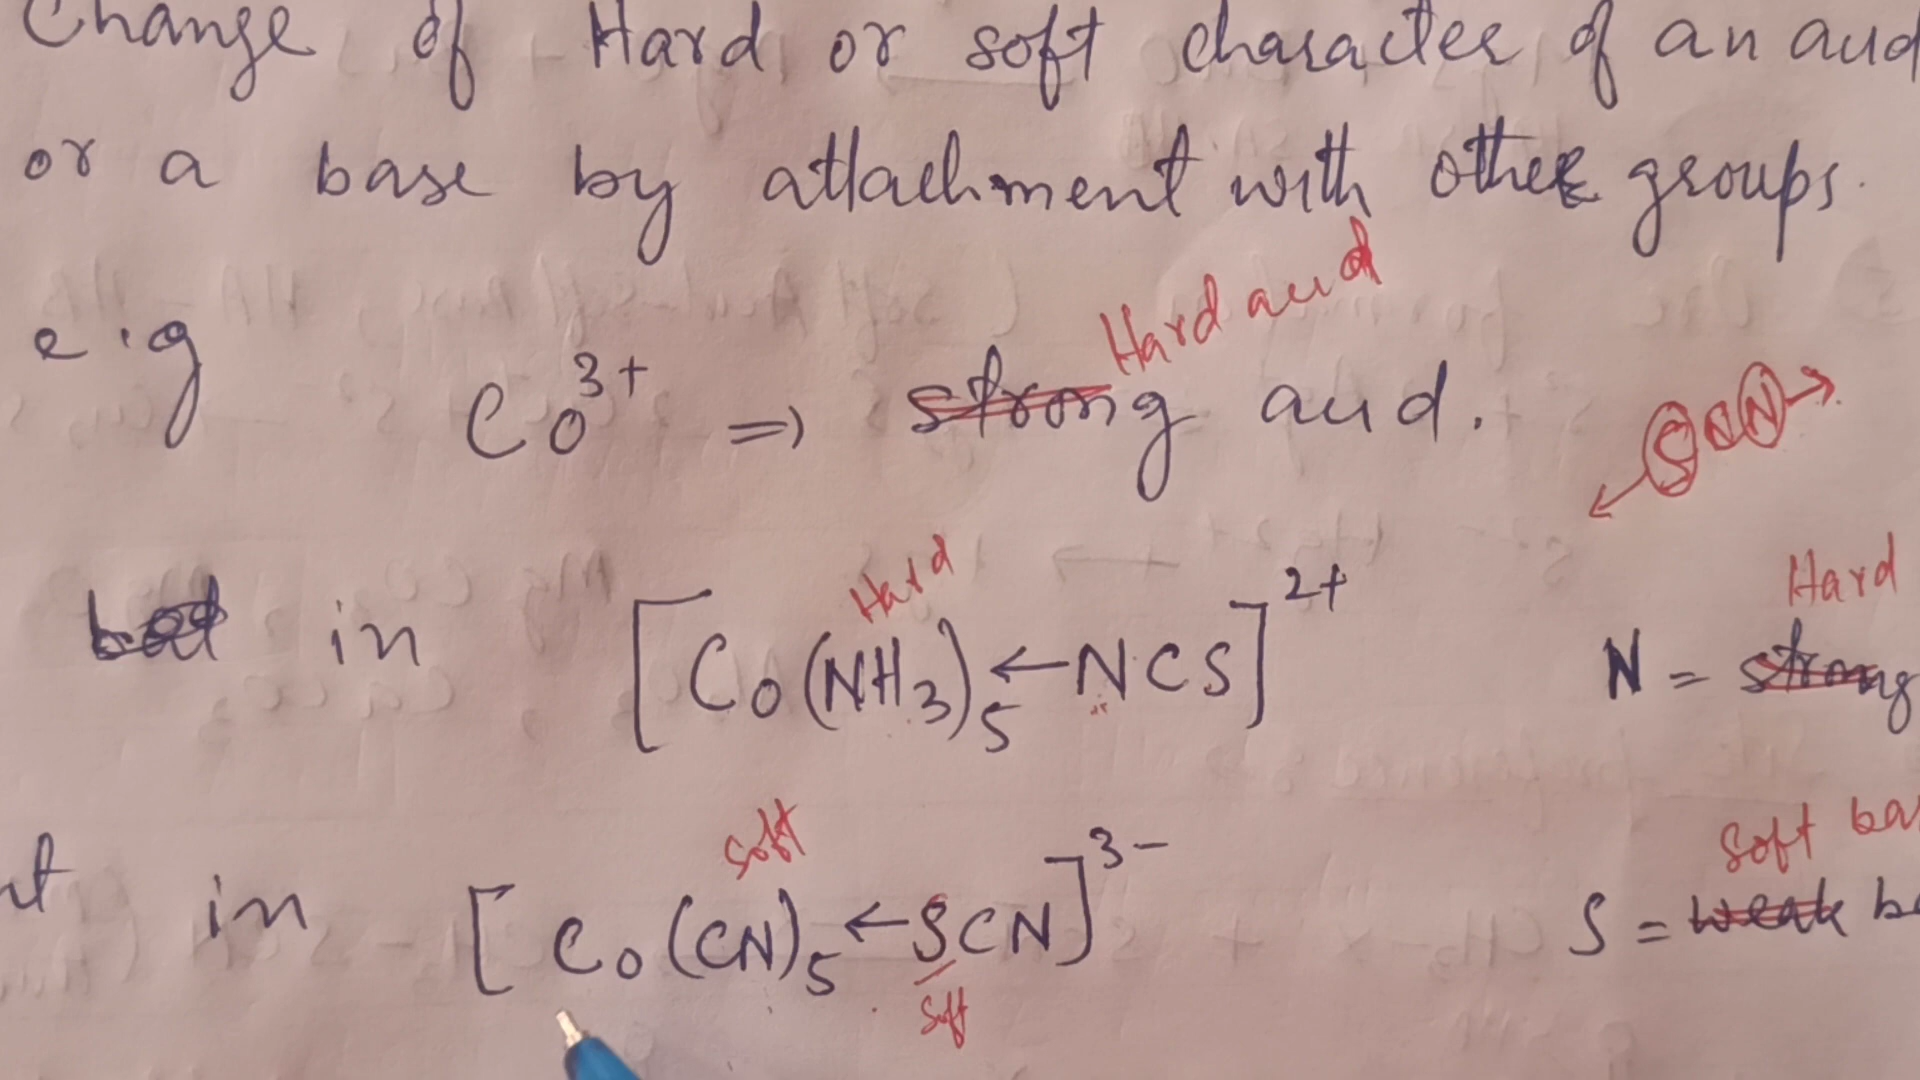 Change of Hard or soft character of an
or a base by attachment with other groups.
Hard acid
e.g Co³⁺ ⇒ strong acid.
SCN
Hard
in [Co(NH₃)₅←NCS]²⁺ N = strong
Hard
soft
Soft
in [Co(CN)₅←SCN]³⁻ S = weak
Soft